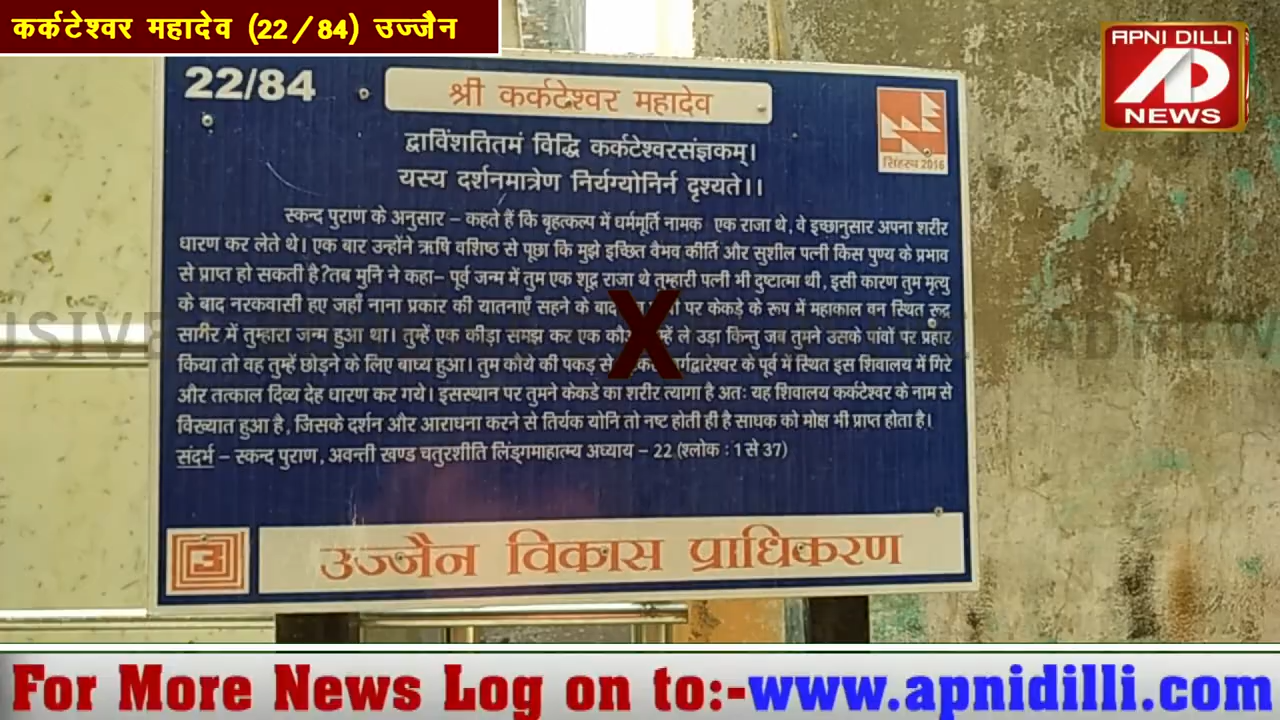 कर्कटेश्वर महादेव (22/84) उज्जैन
APNI DILLI
AD
NEWS
22/84
श्री कर्कटेश्वर महादेव
सिंहस्थ 2016
द्वाविंशतितमं विद्धि कर्कटेश्वरसंज्ञकम्।
यस्य दर्शनमात्रेण निर्यग्योनिर्न दृश्यते।।
स्कन्द पुराण के अनुसार – कहते हैं कि बृहत्कल्प में धर्ममूर्ति नामक एक राजा थे, वे इच्छानुसार अपना शरीर
धारण कर लेते थे। एक बार उन्होंने ऋषि वशिष्ठ से पूछा कि मुझे इच्छित वैभव कीर्ति और सुशील पत्नी किस पुण्य के प्रभाव
से प्राप्त हो सकती है? तब मुनि ने कहा– पूर्व जन्म में तुम एक शूद्र राजा थे तुम्हारी पत्नी भी दुष्टात्मा थी, इसी कारण तुम मृत्यु
के बाद नरकवासी हुए जहाँ नाना प्रकार की यातनाएँ सहने के बाद पर केकड़े के रूप में महाकाल वन स्थित रूद्र
सागर में तुम्हारा जन्म हुआ था। तुम्हें एक कीड़ा समझ कर एक ले उड़ा किन्तु जब तुमने उसके पांवों पर प्रहार
किया तो वह तुम्हें छोड़ने के लिए बाध्य हुआ। तुम कौये की पकड़ से के पूर्व में स्थित इस शिवालय में गिरे
और तत्काल दिव्य देह धारण कर गये। इसस्थान पर तुमने केकडे का शरीर त्यागा है अतः यह शिवालय कर्कटेश्वर के नाम से
विख्यात हुआ है, जिसके दर्शन और आराधना करने से तिर्यक योनि तो नष्ट होती ही है साधक को मोक्ष भी प्राप्त होता है।
संदर्भ – स्कन्द पुराण, अवन्ती खण्ड चतुरशीति लिंङ्गमाहात्म्य अध्याय – 22 (श्लोक : 1 से 37)
X
उज्जैन विकास प्राधिकरण
For More News Log on to:-www.apnidilli.com